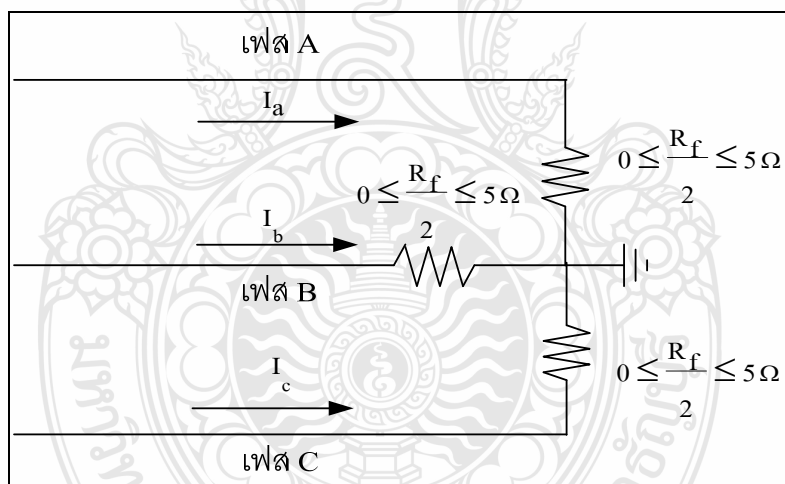 เฟส A
I_a
0 ≤ R_f/2 ≤ 5 Ω
0 ≤ R_f/2 ≤ 5 Ω
I_b
เฟส B
I_c
0 ≤ R_f/2 ≤ 5 Ω
เฟส C